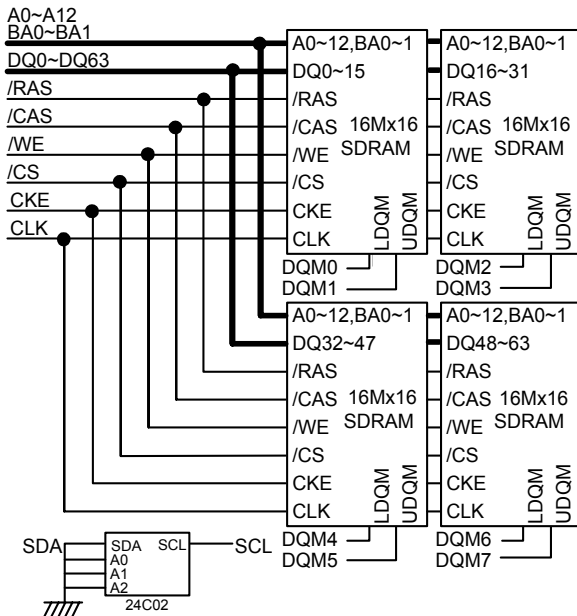 A0~A12
BA0~BA1
DQ0~DQ63
/RAS
/CAS
/WE
/CS
CKE
CLK
A0~12,BA0~1
DQ0~15
/RAS
/CAS
16Mx16
/WE
SDRAM
/CS
CKE
CLK
LDQM
UDQM
DQM0
DQM1
A0~12,BA0~1
DQ16~31
/RAS
/CAS
16Mx16
/WE
SDRAM
/CS
CKE
CLK
LDQM
UDQM
DQM2
DQM3
A0~12,BA0~1
DQ32~47
/RAS
/CAS
16Mx16
/WE
SDRAM
/CS
CKE
CLK
LDQM
UDQM
DQM4
DQM5
A0~12,BA0~1
DQ48~63
/RAS
/CAS
16Mx16
/WE
SDRAM
/CS
CKE
CLK
LDQM
UDQM
DQM6
DQM7
SDA
SDA
SCL
SCL
A0
A1
A2
24C02